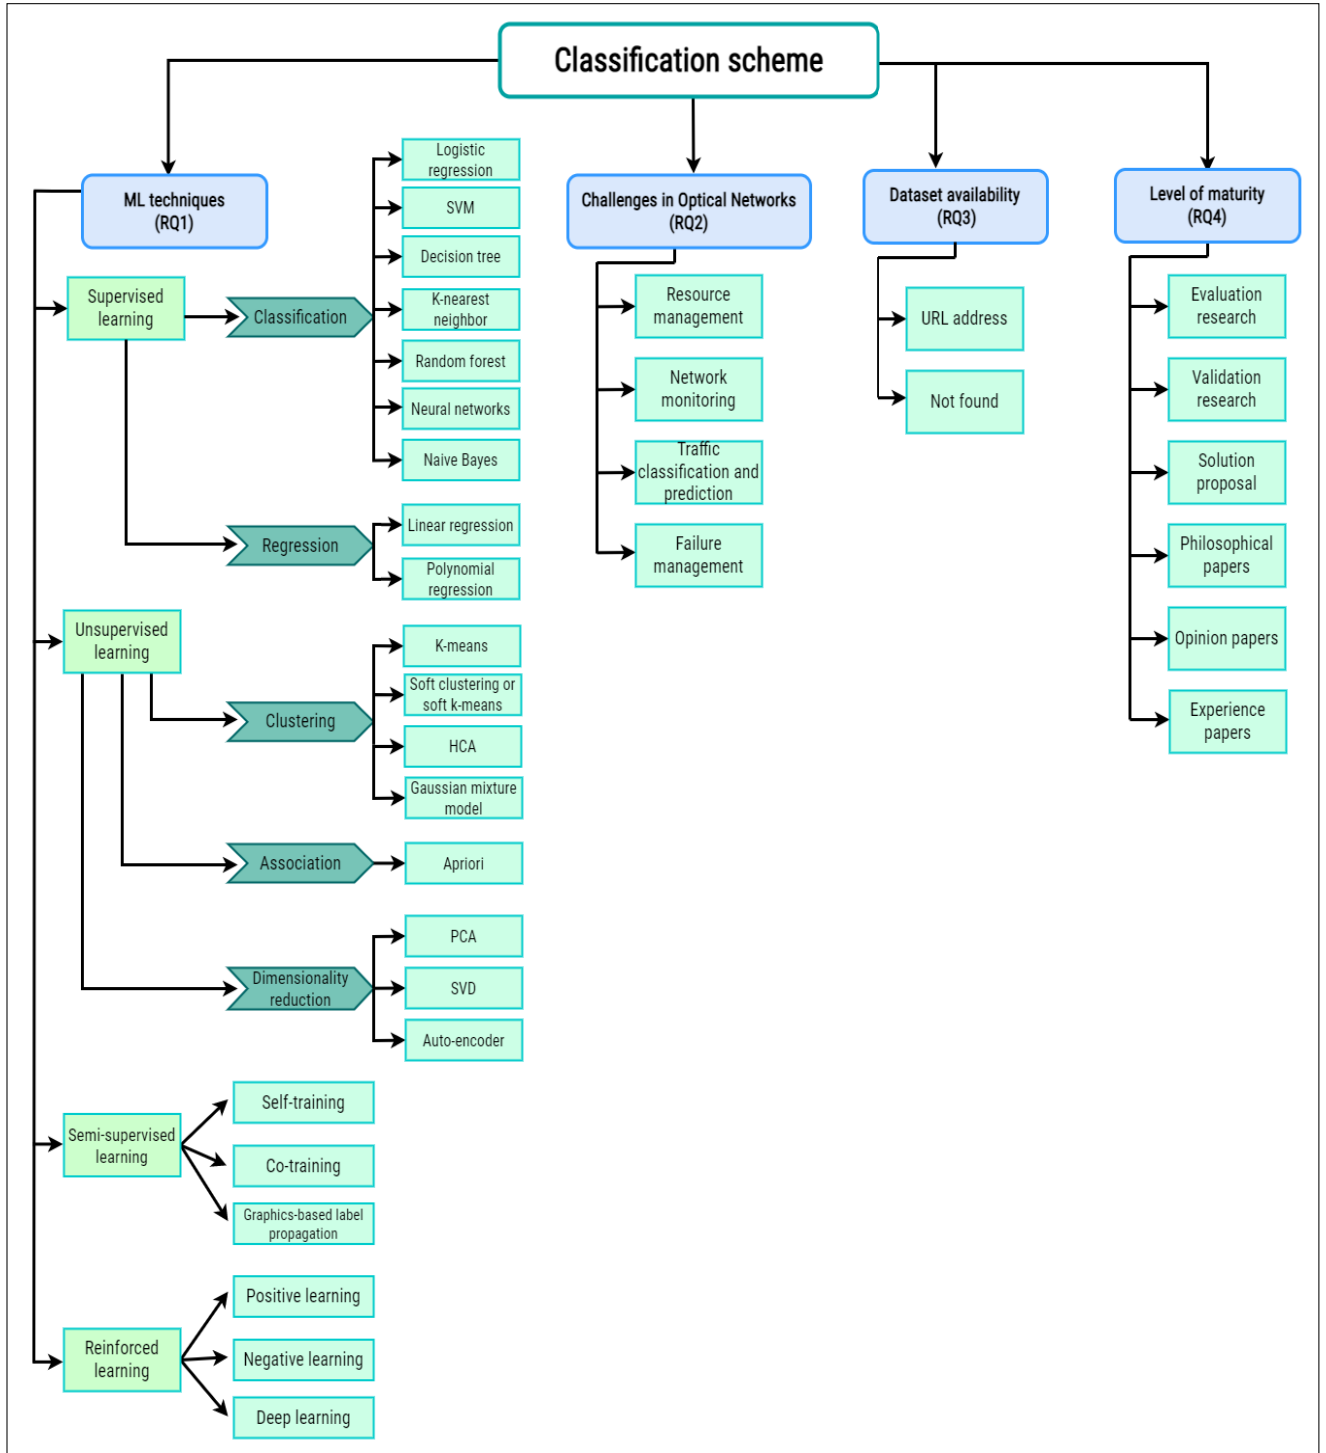 Classification scheme
ML techniques
(RQ1)
Supervised
learning
Classification
Logistic
regression
SVM
Decision tree
K-nearest
neighbor
Random forest
Neural networks
Naive Bayes
Regression
Linear regression
Polynomial
regression
Unsupervised
learning
Clustering
K-means
Soft clustering or
soft k-means
HCA
Gaussian mixture
model
Association
Apriori
Dimensionality
reduction
PCA
SVD
Auto-encoder
Semi-supervised
learning
Self-training
Co-training
Graphics-based label
propagation
Reinforced
learning
Positive learning
Negative learning
Deep learning
Challenges in Optical Networks
(RQ2)
Resource
management
Network
monitoring
Traffic
classification and
prediction
Failure
management
Dataset availability
(RQ3)
URL address
Not found
Level of maturity
(RQ4)
Evaluation
research
Validation
research
Solution
proposal
Philosophical
papers
Opinion papers
Experience
papers